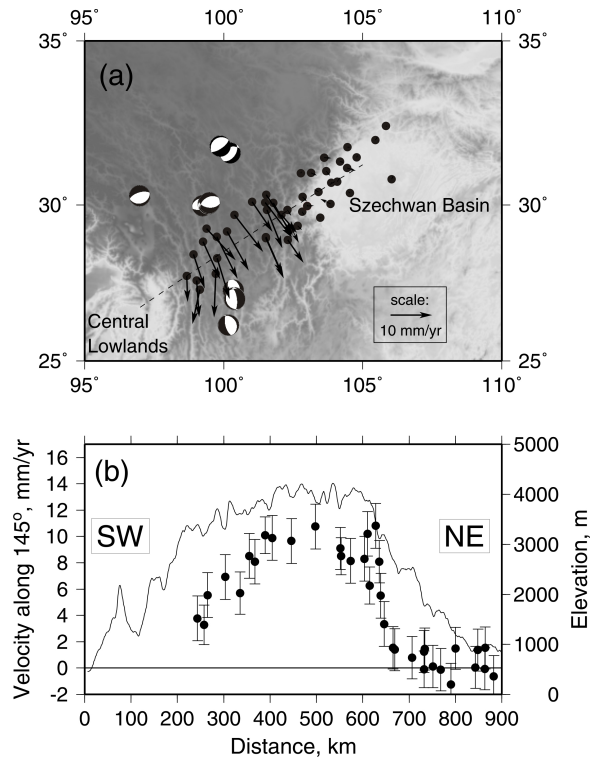 95° 100° 105° 110°
35° 35°
(a)
30° 30°
Szechwan Basin
scale:
10 mm/yr
Central
Lowlands
25° 25°
95° 100° 105° 110°
(b)
SW NE
16
14
12
10
8
6
4
2
0
-2
Velocity along 145°, mm/yr
5000
4000
3000
2000
1000
0
Elevation, m
0 100 200 300 400 500 600 700 800 900
Distance, km